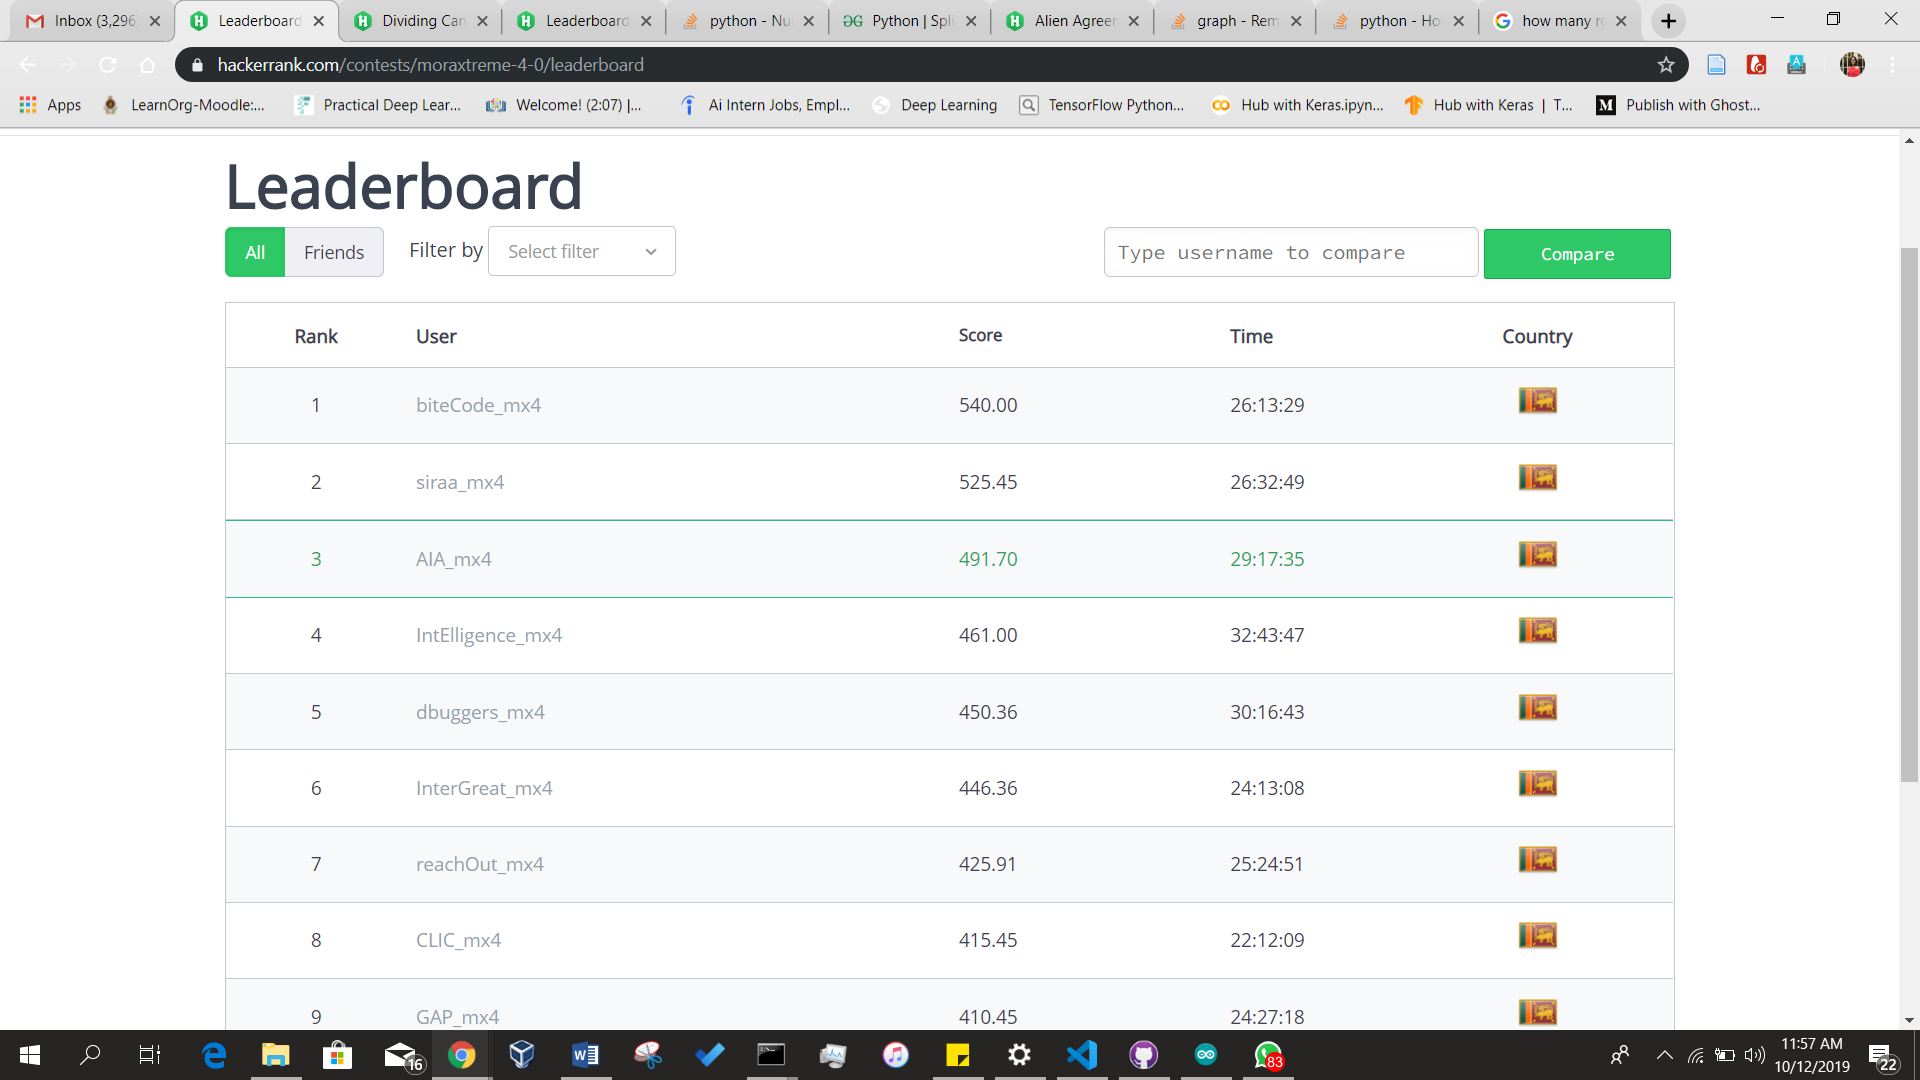 Inbox (3,296
Leaderboard
Dividing Can
Leaderboard
python - Nu
Python | Spli
Alien Agreem
graph - Rem
python - Ho
how many ro
hackerrank.com/contests/moraxtreme-4-0/leaderboard
Apps
LearnOrg-Moodle:...
Practical Deep Lear...
Welcome! (2:07) |...
Ai Intern Jobs, Empl...
Deep Learning
TensorFlow Python...
Hub with Keras.ipyn...
Hub with Keras | T...
Publish with Ghost...
Leaderboard
All Friends Filter by Select filter Type username to compare Compare
Rank User Score Time Country
1 biteCode_mx4 540.00 26:13:29
2 siraa_mx4 525.45 26:32:49
3 AIA_mx4 491.70 29:17:35
4 IntElligence_mx4 461.00 32:43:47
5 dbuggers_mx4 450.36 30:16:43
6 InterGreat_mx4 446.36 24:13:08
7 reachOut_mx4 425.91 25:24:51
8 CLIC_mx4 415.45 22:12:09
9 GAP_mx4 410.45 24:27:18
16
83
11:57 AM
10/12/2019
22